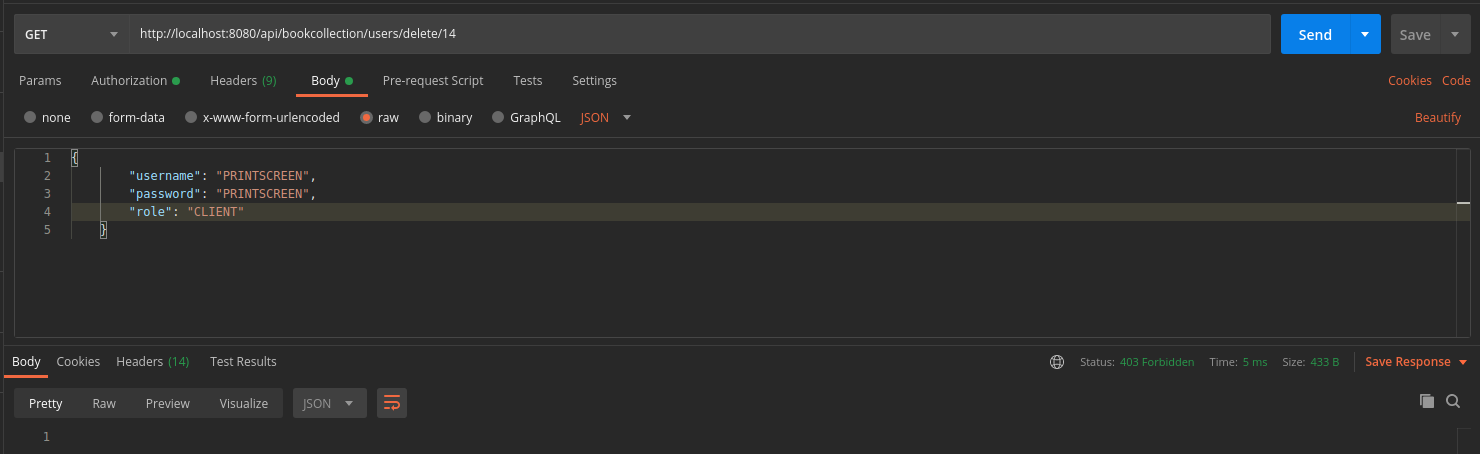 GET http://localhost:8080/api/bookcollection/users/delete/14 Send Save
Params Authorization Headers (9) Body Pre-request Script Tests Settings Cookies Code
none form-data x-www-form-urlencoded raw binary GraphQL JSON Beautify
1 {
2 "username": "PRINTSCREEN",
3 "password": "PRINTSCREEN",
4 "role": "CLIENT"
5 }
Body Cookies Headers (14) Test Results Status: 403 Forbidden Time: 5 ms Size: 433 B Save Response
Pretty Raw Preview Visualize JSON
1